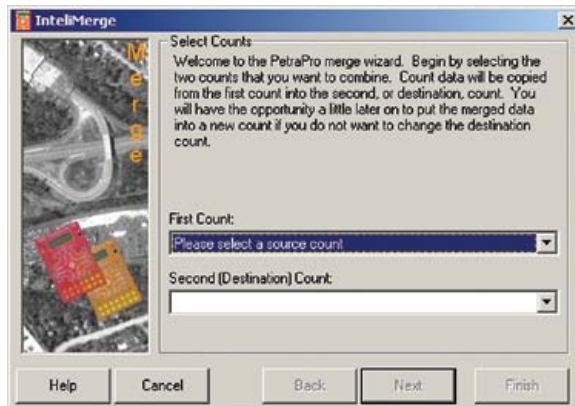 InteliMerge
Merge
Select Counts
Welcome to the PetraPro merge wizard. Begin by selecting the
two counts that you want to combine. Count data will be copied
from the first count into the second, or destination, count. You
will have the opportunity a little later on to put the merged data
into a new count if you do not want to change the destination
count.
First Count:
Please select a source count
Second (Destination) Count:
Help
Cancel
Back
Next
Finish